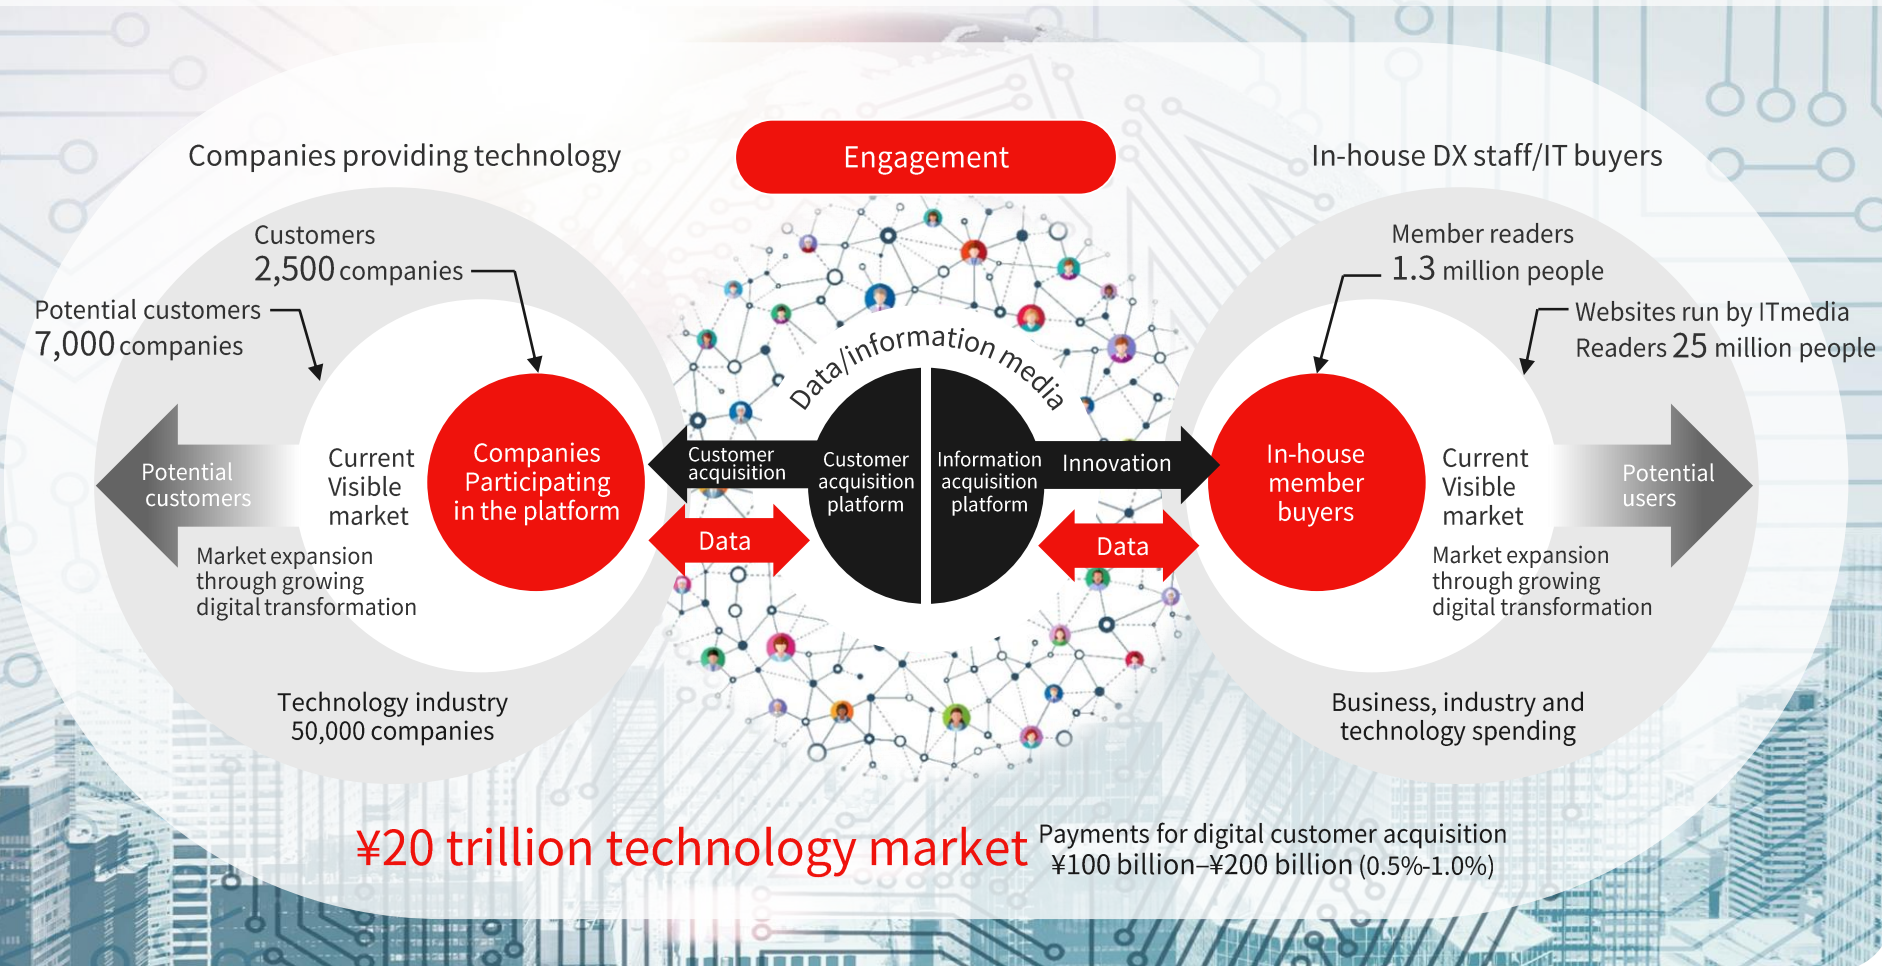 Engagement
Companies providing technology
Customers
2,500 companies
Potential customers
7,000 companies
Potential
customers
Current
Visible
market
Companies
Participating
in the platform
Market expansion
through growing
digital transformation
Technology industry
50,000 companies
Data/information media
Customer
acquisition
Customer
acquisition
platform
Information
acquisition
platform
Innovation
Data
Data
In-house DX staff/IT buyers
Member readers
1.3 million people
Websites run by ITmedia
Readers 25 million people
In-house
member
buyers
Current
Visible
market
Potential
users
Market expansion
through growing
digital transformation
Business, industry and
technology spending
¥20 trillion technology market
Payments for digital customer acquisition
¥100 billion–¥200 billion (0.5%-1.0%)